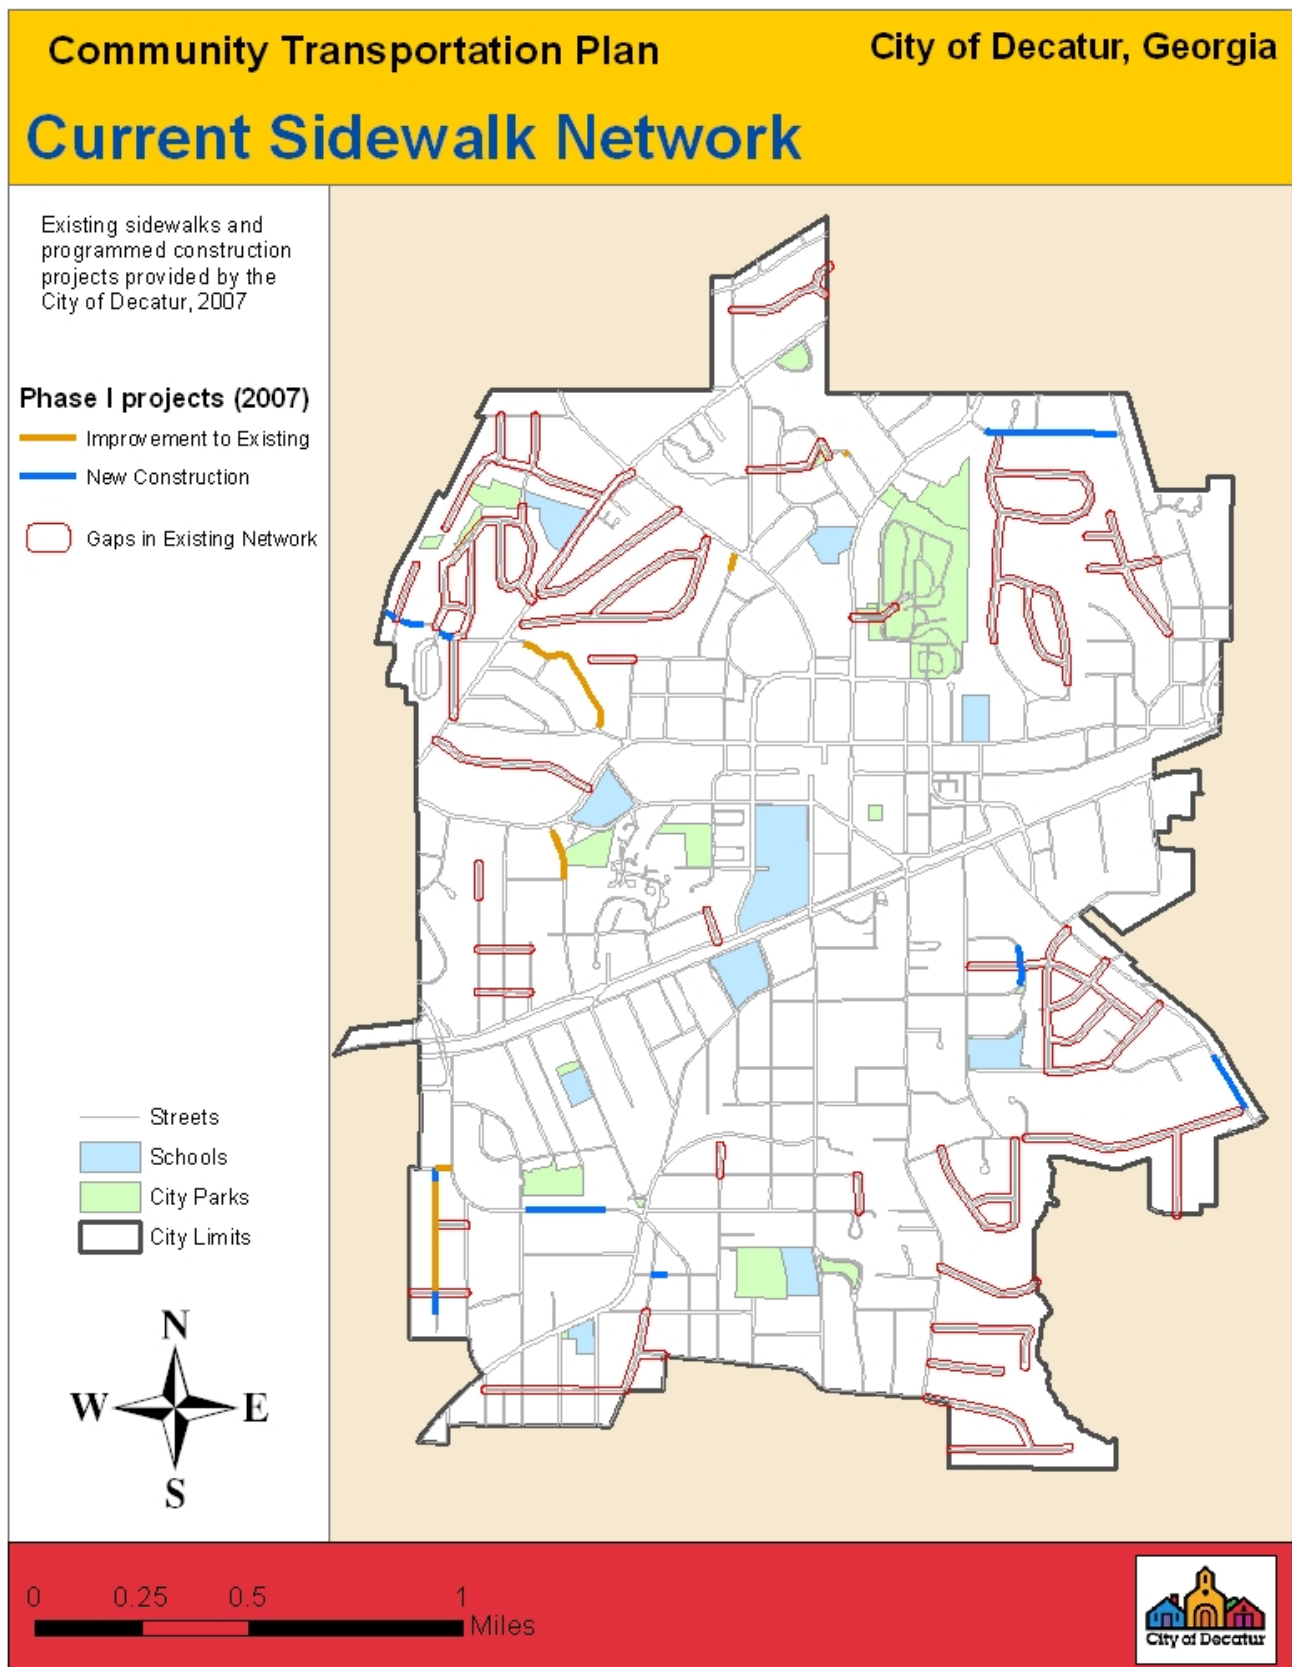 Community Transportation Plan
City of Decatur, Georgia
Current Sidewalk Network
Existing sidewalks and
programmed construction
projects provided by the
City of Decatur, 2007
Phase I projects (2007)
Improvement to Existing
New Construction
Gaps in Existing Network
Streets
Schools
City Parks
City Limits
N
W E
S
0 0.25 0.5 1
Miles
City of Decatur